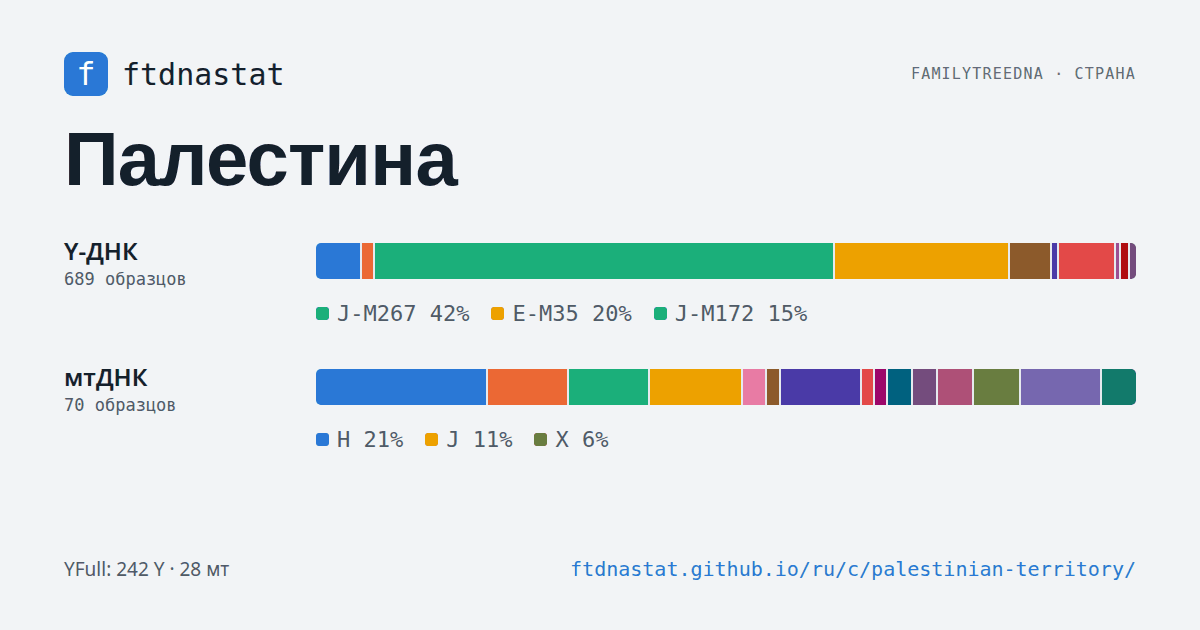 f ftdnastat
FAMILYTREEDNA · СТРАНА
Палестина
Y-ДНК
689 образцов
J-M267 42% E-M35 20% J-M172 15%
мтДНК
70 образцов
H 21% J 11% X 6%
YFull: 242 Y · 28 мт
ftdnastat.github.io/ru/c/palestinian-territory/